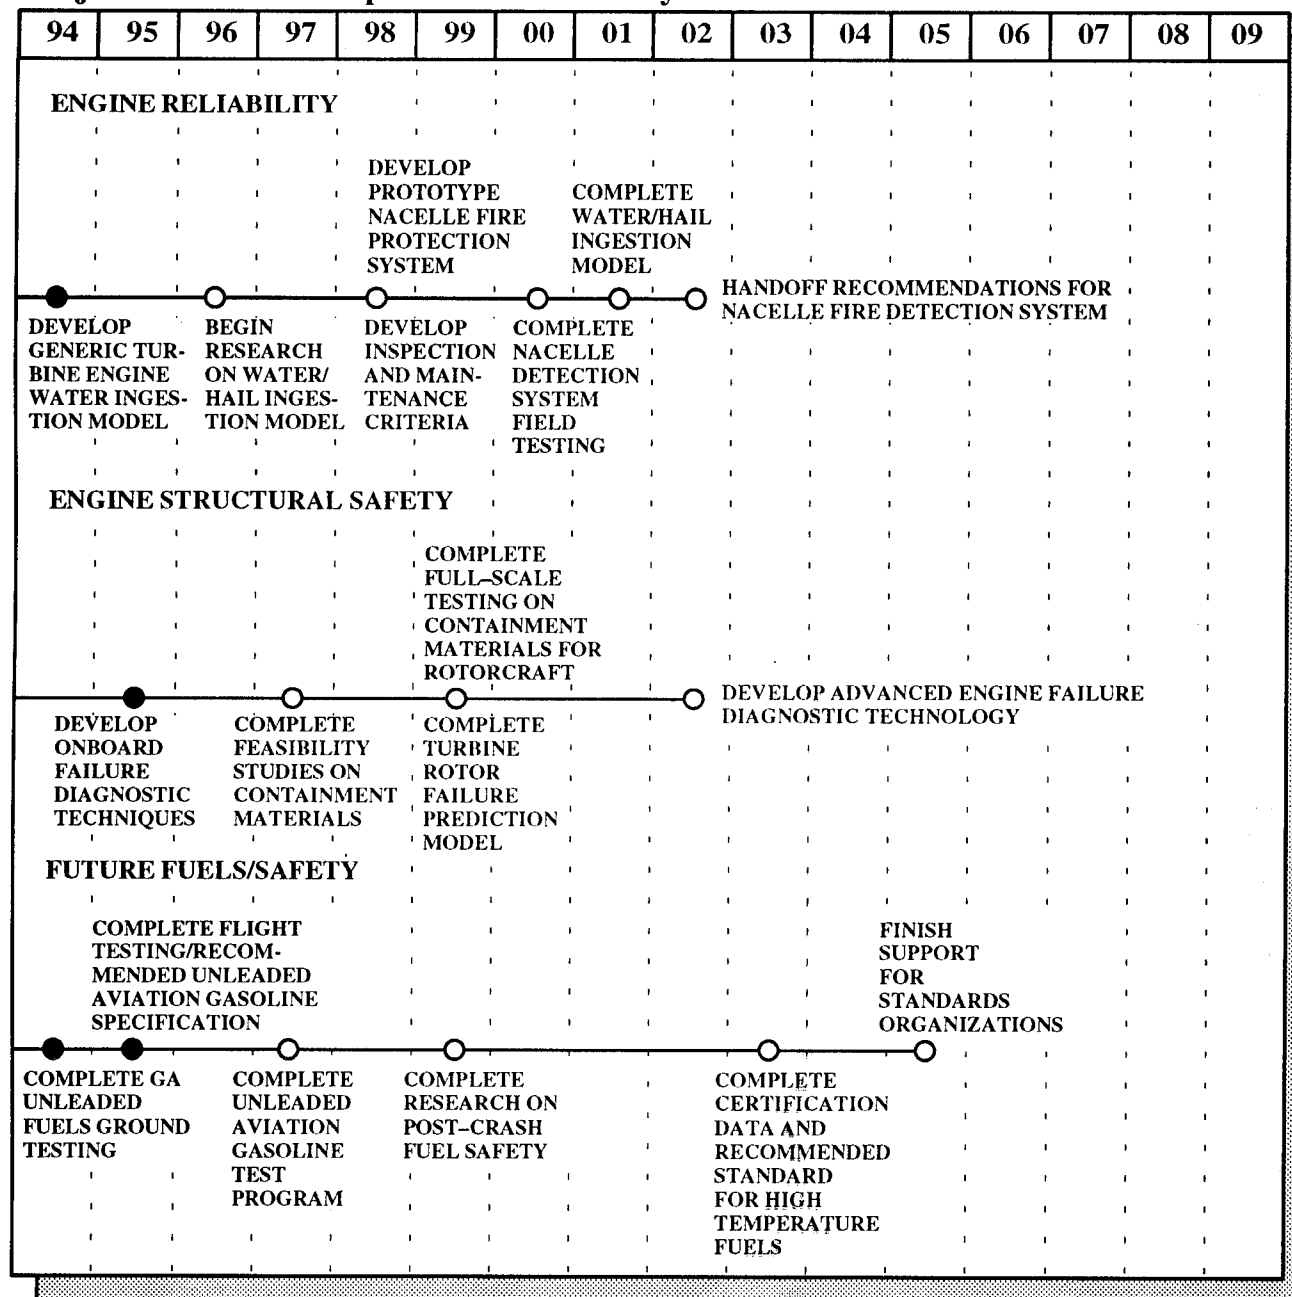 94 95 96 97 98 99 00 01 02 03 04 05 06 07 08 09
ENGINE RELIABILITY
DEVELOP
PROTOTYPE
NACELLE FIRE
PROTECTION
SYSTEM
COMPLETE
WATER/HAIL
INGESTION
MODEL
HANDOFF RECOMMENDATIONS FOR
NACELLE FIRE DETECTION SYSTEM
DEVELOP
GENERIC TUR-
BINE ENGINE
WATER INGES-
TION MODEL
BEGIN
RESEARCH
ON WATER/
HAIL INGES-
TION MODEL
DEVELOP
INSPECTION
AND MAIN-
TENANCE
CRITERIA
COMPLETE
NACELLE
DETECTION
SYSTEM
FIELD
TESTING
ENGINE STRUCTURAL SAFETY
COMPLETE
FULL–SCALE
TESTING ON
CONTAINMENT
MATERIALS FOR
ROTORCRAFT
DEVELOP ADVANCED ENGINE FAILURE
DIAGNOSTIC TECHNOLOGY
DEVELOP
ONBOARD
FAILURE
DIAGNOSTIC
TECHNIQUES
COMPLETE
FEASIBILITY
STUDIES ON
CONTAINMENT
MATERIALS
COMPLETE
TURBINE
ROTOR
FAILURE
PREDICTION
MODEL
FUTURE FUELS/SAFETY
COMPLETE FLIGHT
TESTING/RECOM-
MENDED UNLEADED
AVIATION GASOLINE
SPECIFICATION
FINISH
SUPPORT
FOR
STANDARDS
ORGANIZATIONS
COMPLETE GA
UNLEADED
FUELS GROUND
TESTING
COMPLETE
UNLEADED
AVIATION
GASOLINE
TEST
PROGRAM
COMPLETE
RESEARCH ON
POST–CRASH
FUEL SAFETY
COMPLETE
CERTIFICATION
DATA AND
RECOMMENDED
STANDARD
FOR HIGH
TEMPERATURE
FUELS